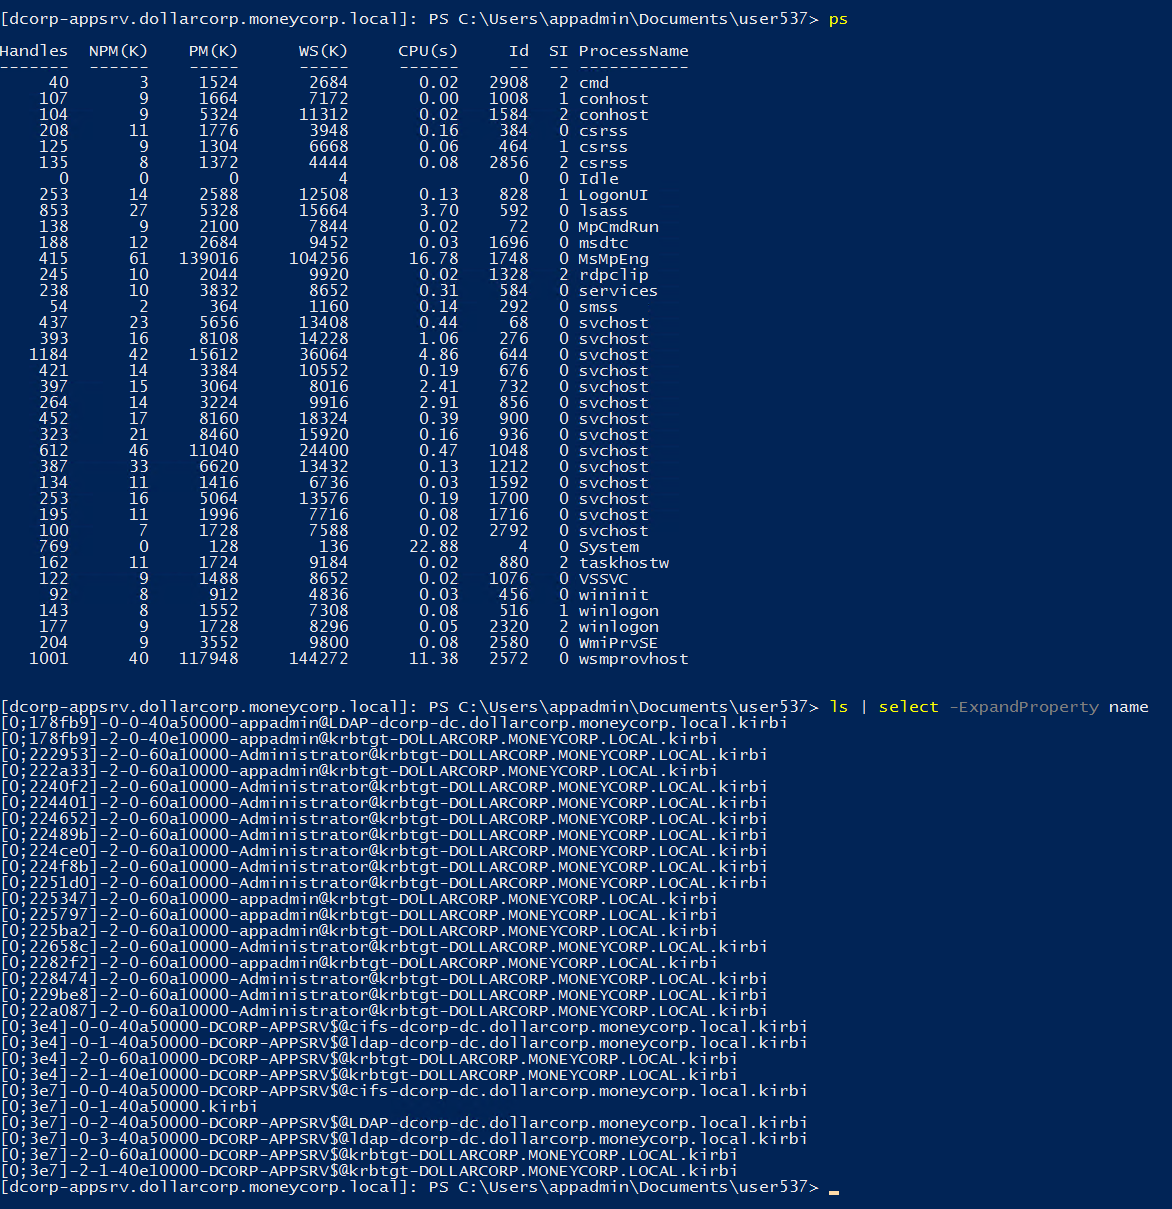 [dcorp-appsrv.dollarcorp.moneycorp.local]: PS C:\Users\appadmin\Documents\user537> ps
Handles  NPM(K)    PM(K)      WS(K)     CPU(s)     Id  SI ProcessName
-------  ------    -----      -----     ------     --  -- -----------
     40       3     1524       2684       0.02   2908   2 cmd
    107       9     1664       7172       0.00   1008   1 conhost
    104       9     5324      11312       0.02   1584   2 conhost
    208      11     1776       3948       0.16    384   0 csrss
    125       9     1304       6668       0.06    464   1 csrss
    135       8     1372       4444       0.08   2856   2 csrss
      0       0        0          4                 0   0 Idle
    253      14     2588      12508       0.13    828   1 LogonUI
    853      27     5328      15664       3.70    592   0 lsass
    138       9     2100       7844       0.02     72   0 MpCmdRun
    188      12     2684       9452       0.03   1696   0 msdtc
    415      61   139016     104256      16.78   1748   0 MsMpEng
    245      10     2044       9920       0.02   1328   2 rdpclip
    238      10     3832       8652       0.31    584   0 services
     54       2      364       1160       0.14    292   0 smss
    437      23     5656      13408       0.44     68   0 svchost
    393      16     8108      14228       1.06    276   0 svchost
   1184      42    15612      36064       4.86    644   0 svchost
    421      14     3384      10552       0.19    676   0 svchost
    397      15     3064       8016       2.41    732   0 svchost
    264      14     3224       9916       2.91    856   0 svchost
    452      17     8160      18324       0.39    900   0 svchost
    323      21     8460      15920       0.16    936   0 svchost
    612      46    11040      24400       0.47   1048   0 svchost
    387      33     6620      13432       0.13   1212   0 svchost
    134      11     1416       6736       0.03   1592   0 svchost
    253      16     5064      13576       0.19   1700   0 svchost
    195      11     1996       7716       0.08   1716   0 svchost
    100       7     1728       7588       0.02   2792   0 svchost
    769       0      128        136      22.88      4   0 System
    162      11     1724       9184       0.02    880   2 taskhostw
    122       9     1488       8652       0.02   1076   0 VSSVC
     92       8      912       4836       0.03    456   0 wininit
    143       8     1552       7308       0.08    516   1 winlogon
    177       9     1728       8296       0.05   2320   2 winlogon
    204       9     3552       9800       0.08   2580   0 WmiPrvSE
   1001      40   117948     144272      11.38   2572   0 wsmprovhost
[dcorp-appsrv.dollarcorp.moneycorp.local]: PS C:\Users\appadmin\Documents\user537> ls | select -ExpandProperty name
[0;178fb9]-0-0-40a50000-appadmin@LDAP-dcorp-dc.dollarcorp.moneycorp.local.kirbi
[0;178fb9]-2-0-40e10000-appadmin@krbtgt-DOLLARCORP.MONEYCORP.LOCAL.kirbi
[0;222953]-2-0-60a10000-Administrator@krbtgt-DOLLARCORP.MONEYCORP.LOCAL.kirbi
[0;222a33]-2-0-60a10000-appadmin@krbtgt-DOLLARCORP.MONEYCORP.LOCAL.kirbi
[0;2240f2]-2-0-60a10000-Administrator@krbtgt-DOLLARCORP.MONEYCORP.LOCAL.kirbi
[0;224401]-2-0-60a10000-Administrator@krbtgt-DOLLARCORP.MONEYCORP.LOCAL.kirbi
[0;224652]-2-0-60a10000-Administrator@krbtgt-DOLLARCORP.MONEYCORP.LOCAL.kirbi
[0;22489b]-2-0-60a10000-Administrator@krbtgt-DOLLARCORP.MONEYCORP.LOCAL.kirbi
[0;224ce0]-2-0-60a10000-Administrator@krbtgt-DOLLARCORP.MONEYCORP.LOCAL.kirbi
[0;224f8b]-2-0-60a10000-Administrator@krbtgt-DOLLARCORP.MONEYCORP.LOCAL.kirbi
[0;2251d0]-2-0-60a10000-Administrator@krbtgt-DOLLARCORP.MONEYCORP.LOCAL.kirbi
[0;225347]-2-0-60a10000-appadmin@krbtgt-DOLLARCORP.MONEYCORP.LOCAL.kirbi
[0;225797]-2-0-60a10000-appadmin@krbtgt-DOLLARCORP.MONEYCORP.LOCAL.kirbi
[0;225ba2]-2-0-60a10000-appadmin@krbtgt-DOLLARCORP.MONEYCORP.LOCAL.kirbi
[0;22658c]-2-0-60a10000-Administrator@krbtgt-DOLLARCORP.MONEYCORP.LOCAL.kirbi
[0;2282f2]-2-0-60a10000-appadmin@krbtgt-DOLLARCORP.MONEYCORP.LOCAL.kirbi
[0;228474]-2-0-60a10000-Administrator@krbtgt-DOLLARCORP.MONEYCORP.LOCAL.kirbi
[0;229be8]-2-0-60a10000-Administrator@krbtgt-DOLLARCORP.MONEYCORP.LOCAL.kirbi
[0;22a087]-2-0-60a10000-Administrator@krbtgt-DOLLARCORP.MONEYCORP.LOCAL.kirbi
[0;3e4]-0-0-40a50000-DCORP-APPSRV$@cifs-dcorp-dc.dollarcorp.moneycorp.local.kirbi
[0;3e4]-0-1-40a50000-DCORP-APPSRV$@ldap-dcorp-dc.dollarcorp.moneycorp.local.kirbi
[0;3e4]-2-0-60a10000-DCORP-APPSRV$@krbtgt-DOLLARCORP.MONEYCORP.LOCAL.kirbi
[0;3e4]-2-1-40e10000-DCORP-APPSRV$@krbtgt-DOLLARCORP.MONEYCORP.LOCAL.kirbi
[0;3e7]-0-0-40a50000-DCORP-APPSRV$@cifs-dcorp-dc.dollarcorp.moneycorp.local.kirbi
[0;3e7]-0-1-40a50000.kirbi
[0;3e7]-0-2-40a50000-DCORP-APPSRV$@LDAP-dcorp-dc.dollarcorp.moneycorp.local.kirbi
[0;3e7]-0-3-40a50000-DCORP-APPSRV$@ldap-dcorp-dc.dollarcorp.moneycorp.local.kirbi
[0;3e7]-2-0-60a10000-DCORP-APPSRV$@krbtgt-DOLLARCORP.MONEYCORP.LOCAL.kirbi
[0;3e7]-2-1-40e10000-DCORP-APPSRV$@krbtgt-DOLLARCORP.MONEYCORP.LOCAL.kirbi
[dcorp-appsrv.dollarcorp.moneycorp.local]: PS C:\Users\appadmin\Documents\user537>